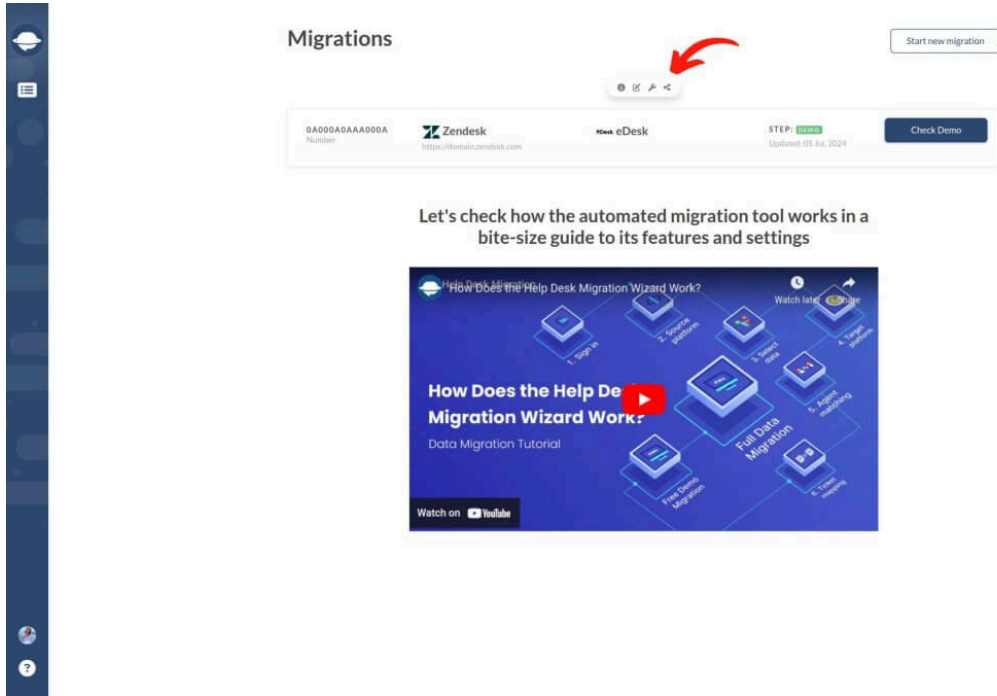 Migrations
Start new migration
0A000A0AAA000A
Number
Zendesk
https://domain.zendesk.com
eDesk eDesk
STEP: DEMO
Updated: 05 Jul, 2024
Check Demo
Let's check how the automated migration tool works in a
bite-size guide to its features and settings
Help Desk Migration
How Does the Help Desk Migration Wizard Work?
Watch later
Share
1. Sign in
2. Source
platform
3. Select
data
4. Target
platform
5. Agent
matching
6. Ticket
mapping
Full Data
Migration
Free Demo
Migration
How Does the Help De
Migration Wizard Work?
Data Migration Tutorial
Watch on YouTube
?